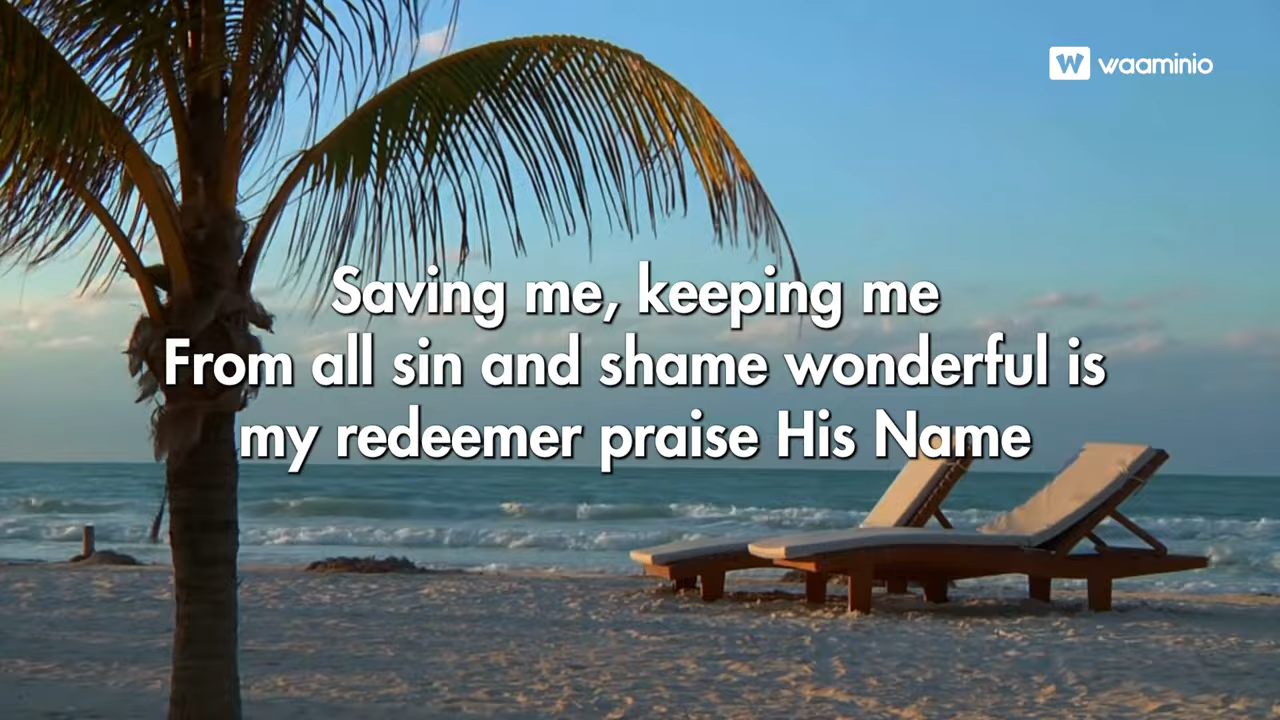 W waaminio
Saving me, keeping me
From all sin and shame wonderful is
my redeemer praise His Name